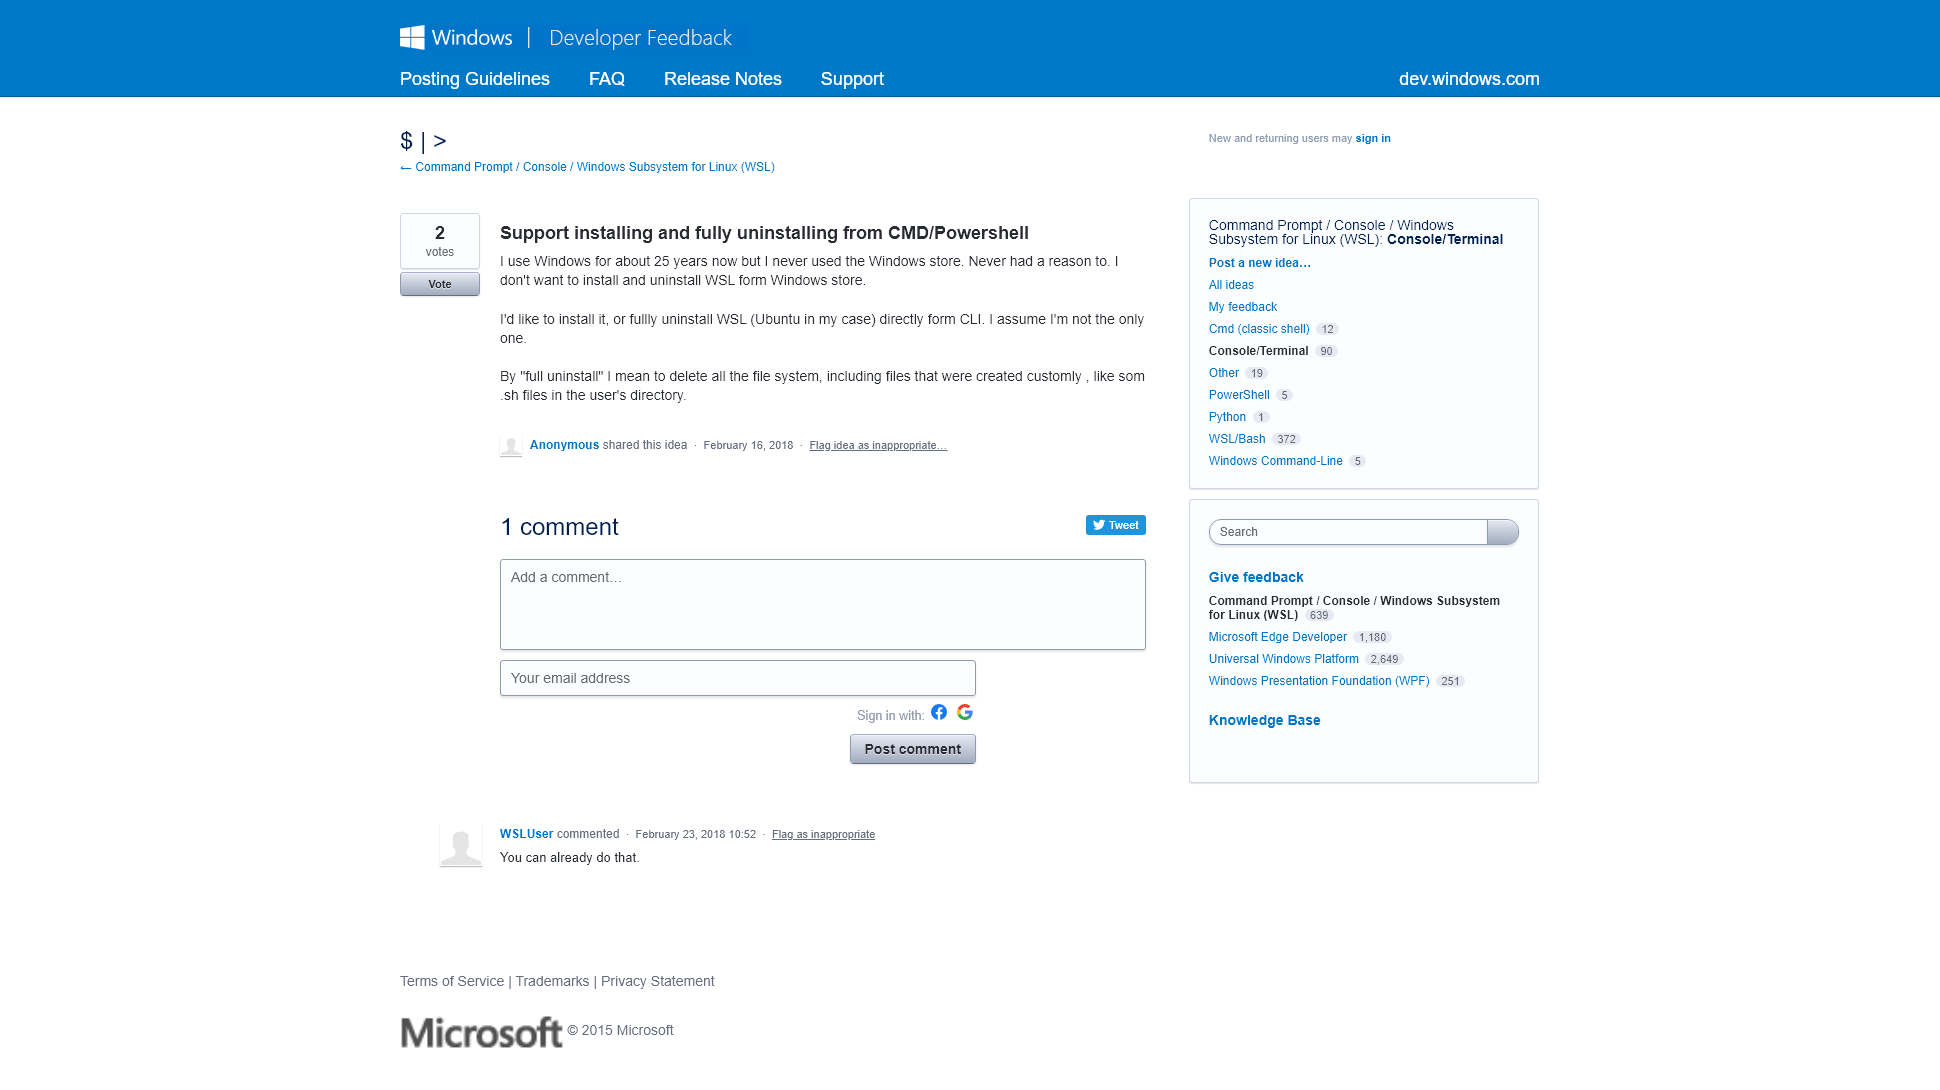 Windows | Developer Feedback
Posting Guidelines FAQ Release Notes Support dev.windows.com
$ | >
← Command Prompt / Console / Windows Subsystem for Linux (WSL)
New and returning users may sign in
2
votes
Vote
Support installing and fully uninstalling from CMD/Powershell
I use Windows for about 25 years now but I never used the Windows store. Never had a reason to. I
don't want to install and uninstall WSL form Windows store.
I'd like to install it, or fullly uninstall WSL (Ubuntu in my case) directly form CLI. I assume I'm not the only
one.
By "full uninstall" I mean to delete all the file system, including files that were created customly , like som
.sh files in the user's directory.
Anonymous shared this idea · February 16, 2018 · Flag idea as inappropriate…
1 comment
Tweet
Add a comment…
Your email address
Sign in with:
Post comment
WSLUser commented · February 23, 2018 10:52 · Flag as inappropriate
You can already do that.
Command Prompt / Console / Windows
Subsystem for Linux (WSL): Console/Terminal
Post a new idea…
All ideas
My feedback
Cmd (classic shell) 12
Console/Terminal 90
Other 19
PowerShell 5
Python 1
WSL/Bash 372
Windows Command-Line 5
Search
Give feedback
Command Prompt / Console / Windows Subsystem
for Linux (WSL) 639
Microsoft Edge Developer 1,180
Universal Windows Platform 2,649
Windows Presentation Foundation (WPF) 251
Knowledge Base
Terms of Service | Trademarks | Privacy Statement
Microsoft © 2015 Microsoft